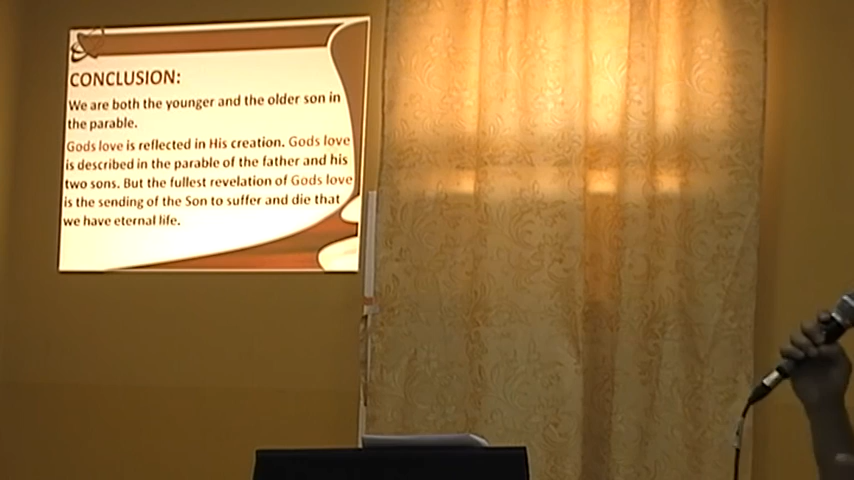 CONCLUSION:
We are both the younger and the older son in
the parable.
Gods love is reflected in His creation. Gods love
is described in the parable of the father and his
two sons. But the fullest revelation of Gods love
is the sending of the Son to suffer and die that
we have eternal life.